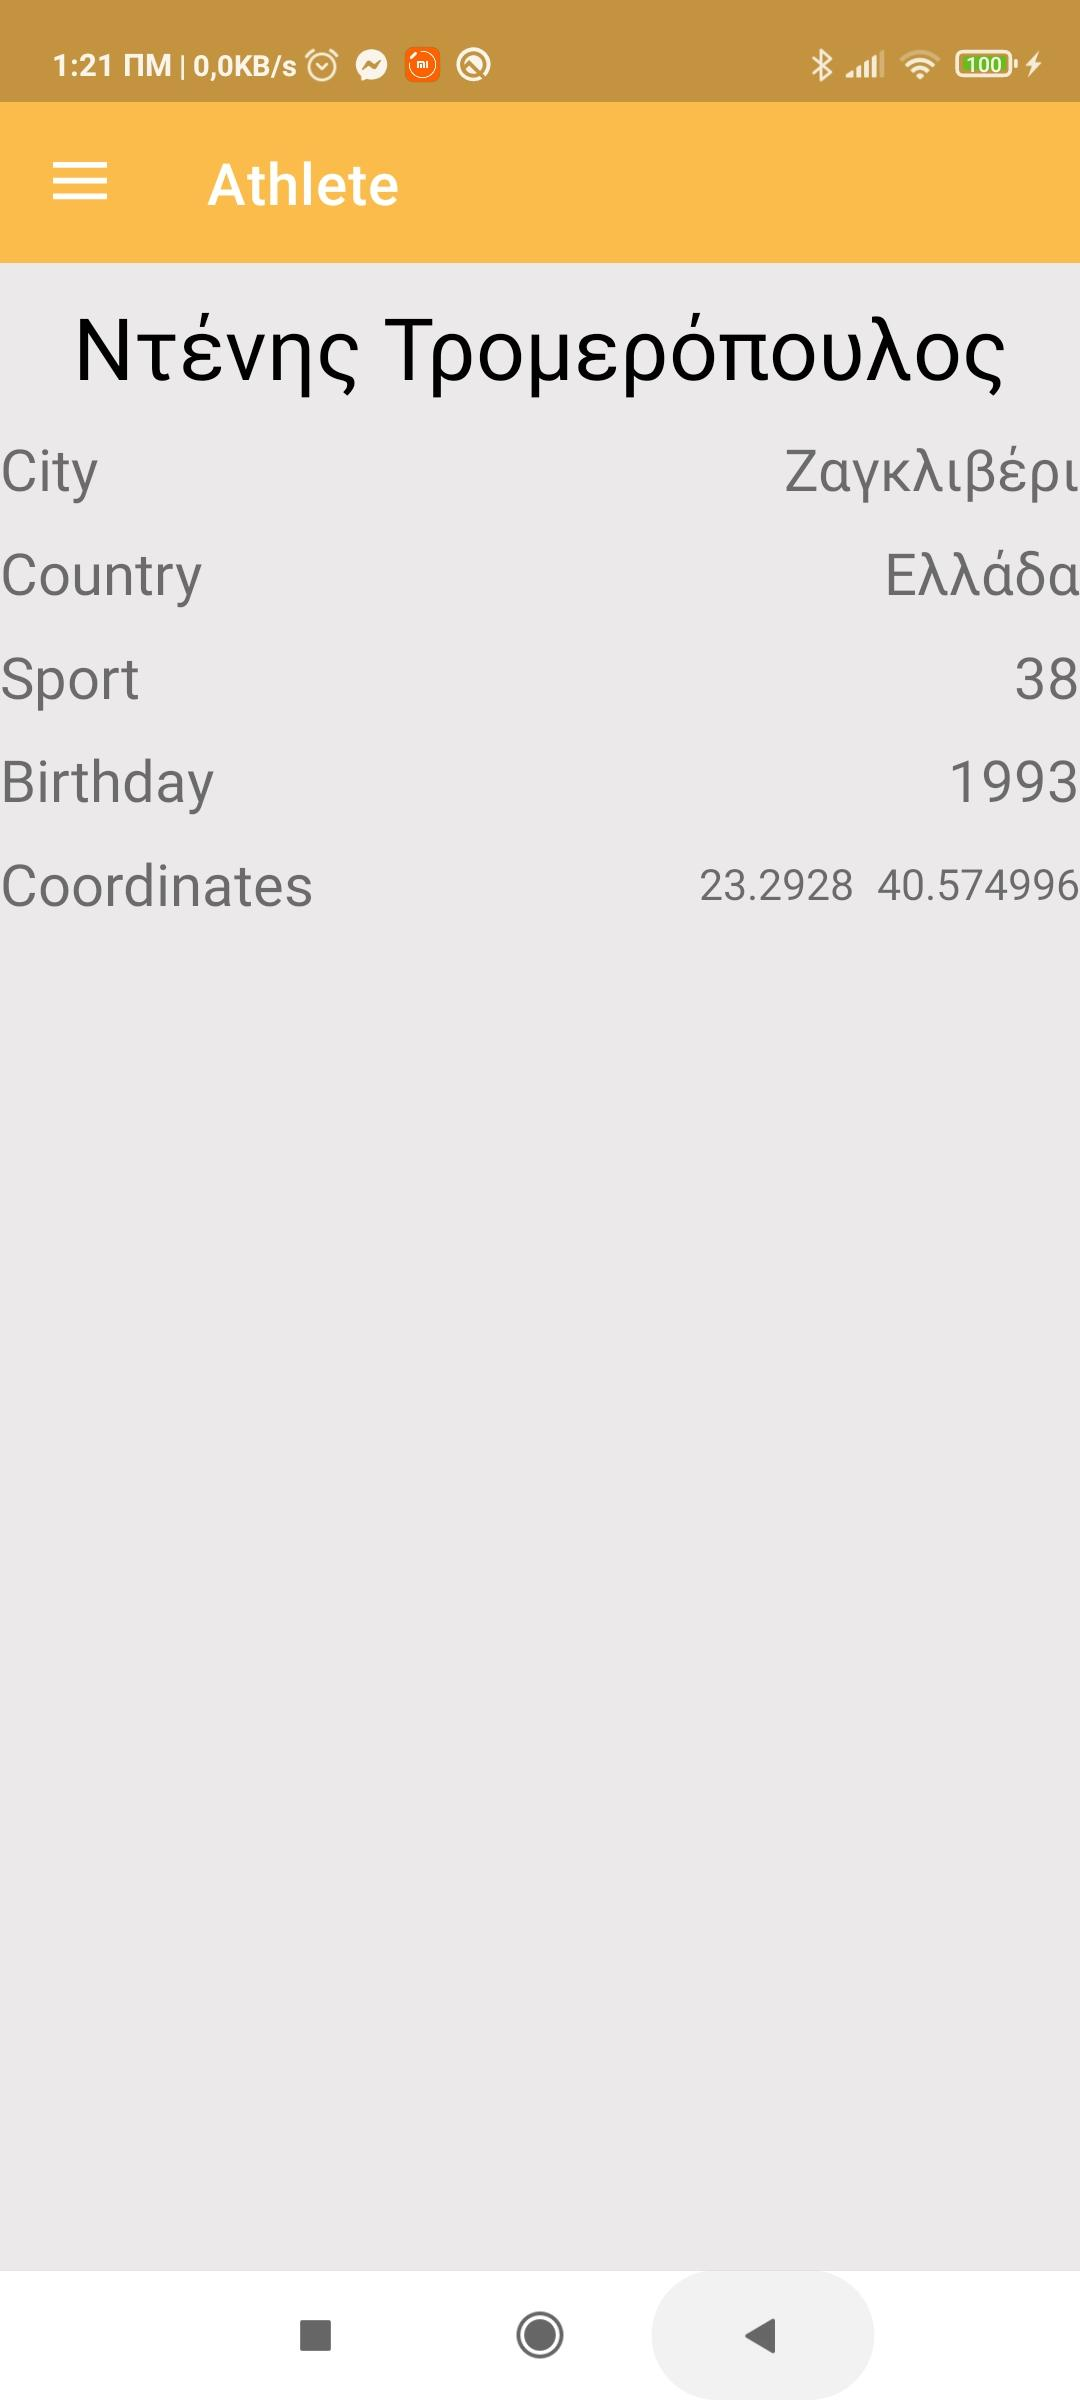 1:21 ΠΜ | 0,0KB/s 100
Athlete
Ντένης Τρομερόπουλος
City Ζαγκλιβέρι
Country Ελλάδα
Sport 38
Birthday 1993
Coordinates 23.2928 40.574996